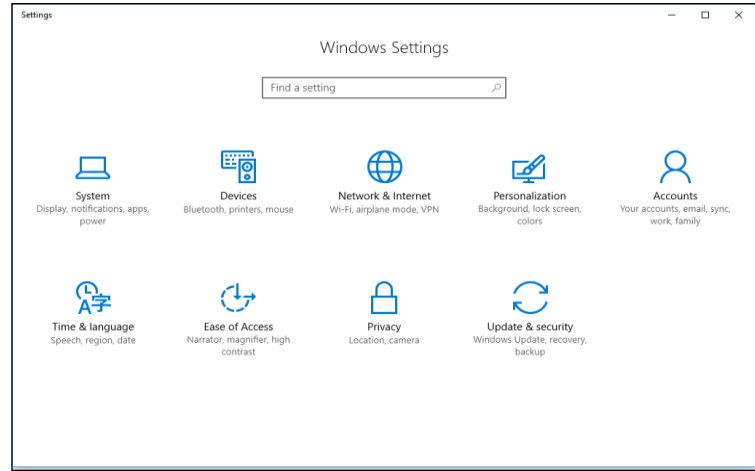 Settings
Windows Settings
Find a setting
System
Display, notifications, apps,
power
Devices
Bluetooth, printers, mouse
Network & Internet
Wi-Fi, airplane mode, VPN
Personalization
Background, lock screen,
colors
Accounts
Your accounts, email, sync,
work, family
A字
Time & language
Speech, region, date
Ease of Access
Narrator, magnifier, high
contrast
Privacy
Location, camera
Update & security
Windows Update, recovery,
backup